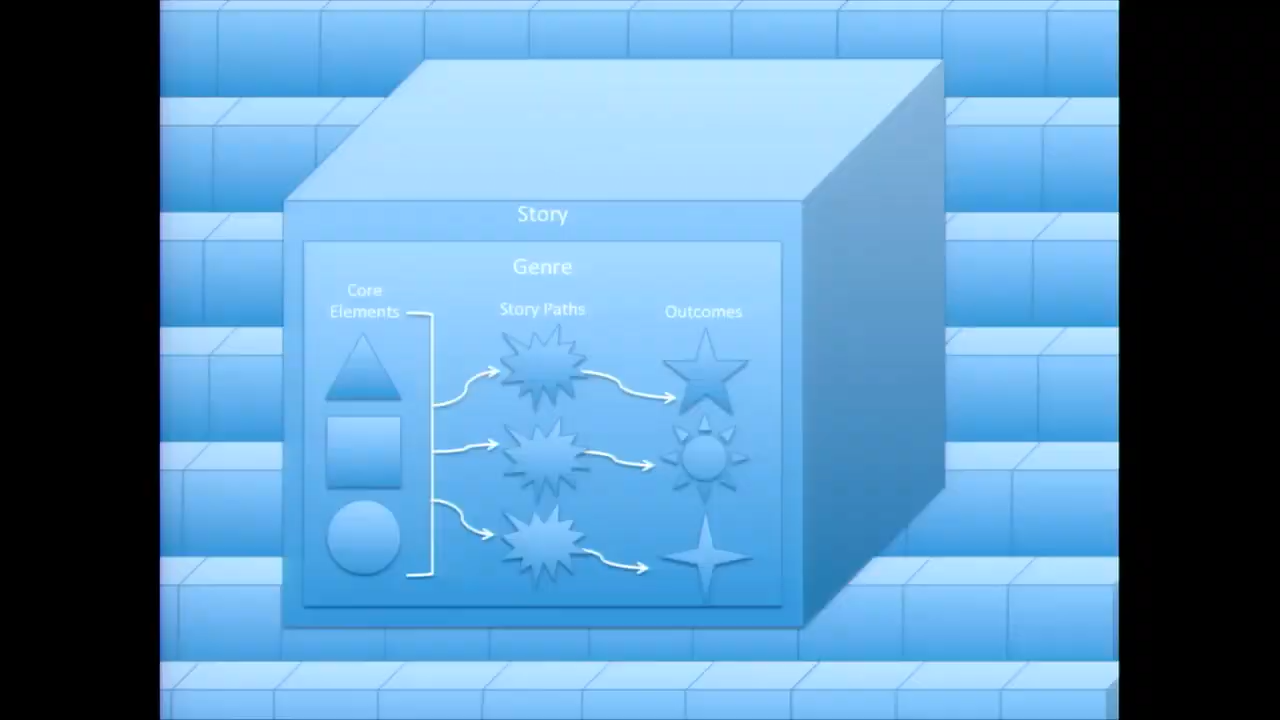 Story
Genre
Core
Elements
Story Paths
Outcomes